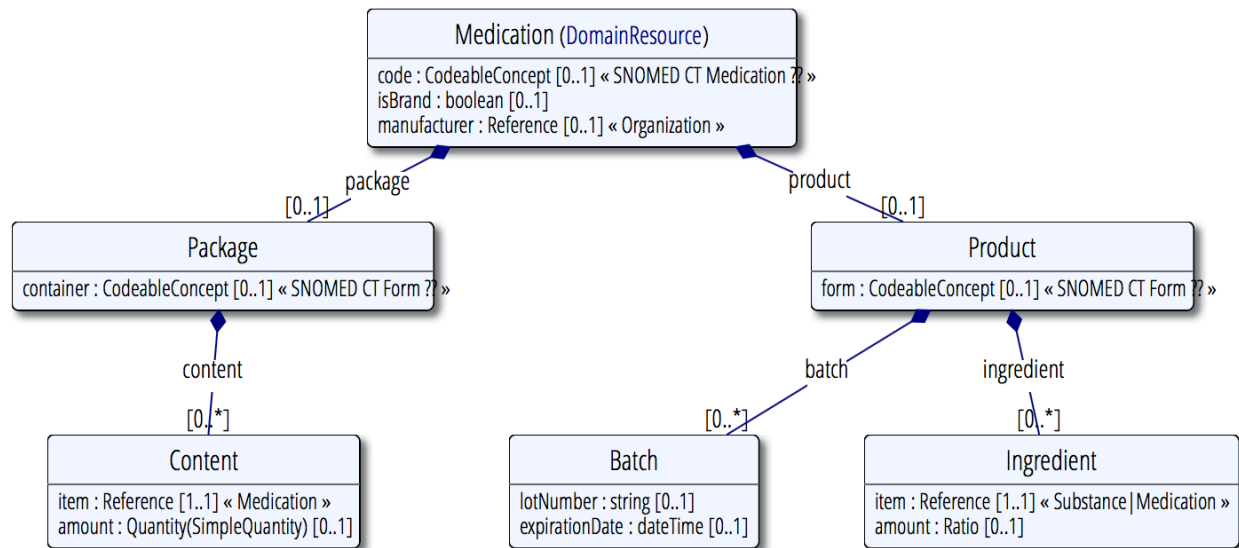 Medication (DomainResource)
code : CodeableConcept [0..1] « SNOMED CT Medication ?? »
isBrand : boolean [0..1]
manufacturer : Reference [0..1] « Organization »
package
product
[0..1]
[0..1]
Package
container : CodeableConcept [0..1] « SNOMED CT Form ?? »
Product
form : CodeableConcept [0..1] « SNOMED CT Form ?? »
content
batch
ingredient
[0..*]
[0..*]
[0..*]
Content
item : Reference [1..1] « Medication »
amount : Quantity(SimpleQuantity) [0..1]
Batch
lotNumber : string [0..1]
expirationDate : dateTime [0..1]
Ingredient
item : Reference [1..1] « Substance|Medication »
amount : Ratio [0..1]